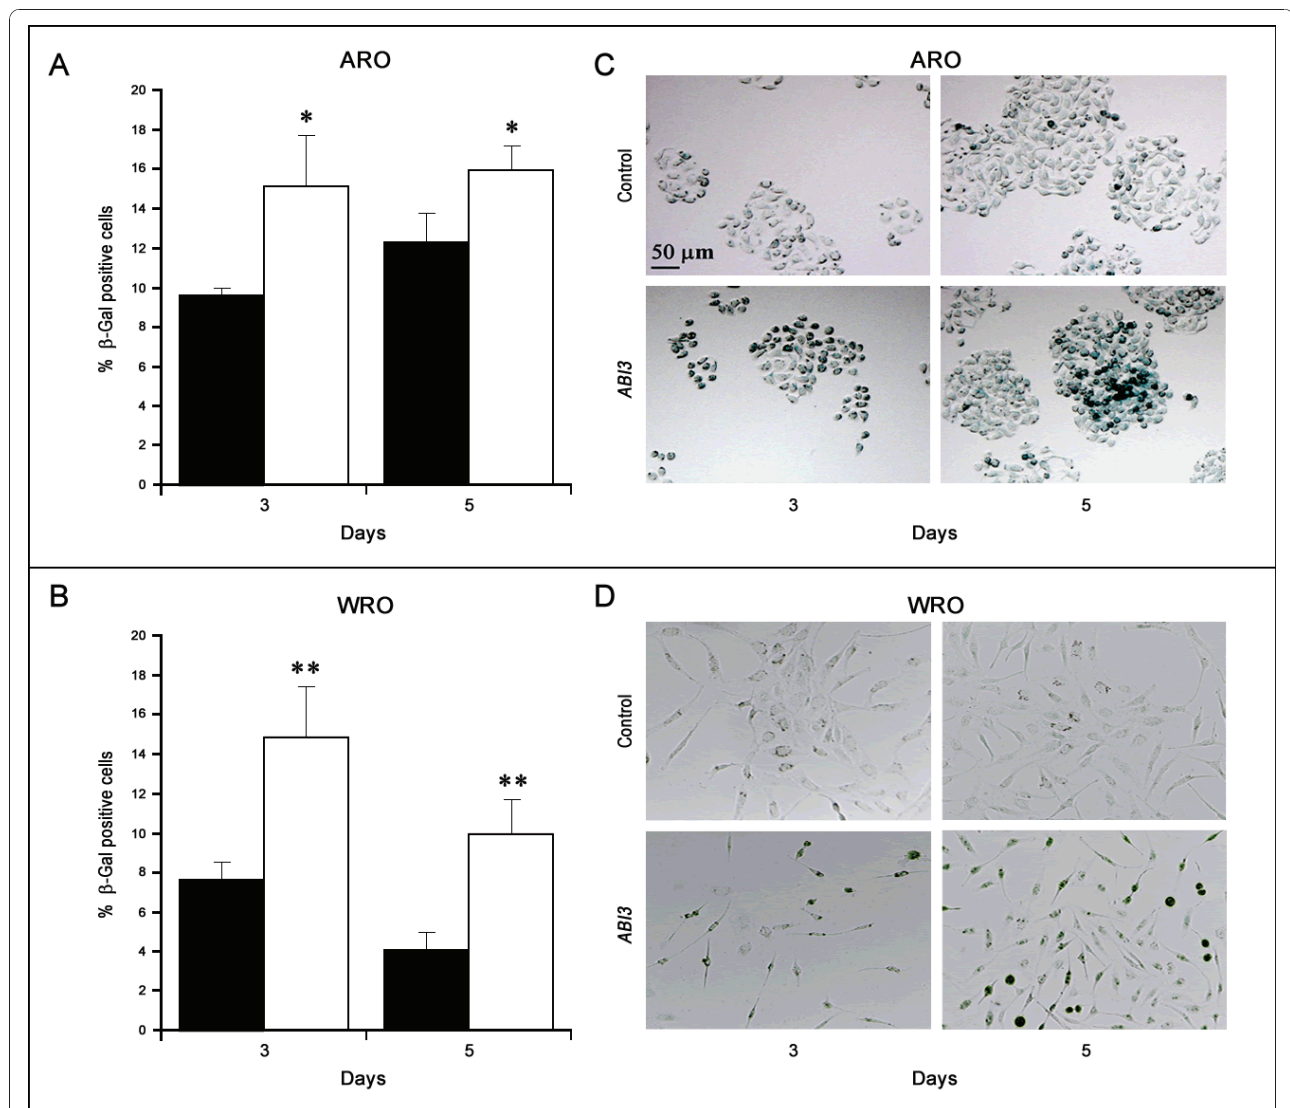 A
ARO
% β-Gal positive cells
20
18
16
14
12
10
8
6
4
2
0
*
*
3
5
Days
C
ARO
Control
50 μm
ABI3
3
5
Days
B
WRO
% β-Gal positive cells
20
18
16
14
12
10
8
6
4
2
0
**
**
3
5
Days
D
WRO
Control
ABI3
3
5
Days